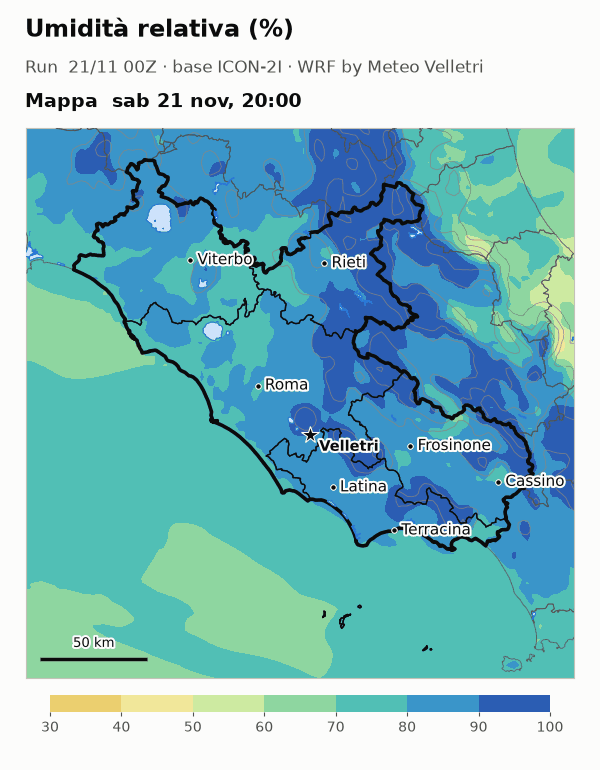 Umidità relativa (%)
Run  21/11 00Z · base ICON-2I · WRF by Meteo Velletri
Mappa  sab 21 nov, 20:00
Viterbo
Rieti
Roma
Velletri
Frosinone
Latina
Cassino
Terracina
50 km
30 40 50 60 70 80 90 100